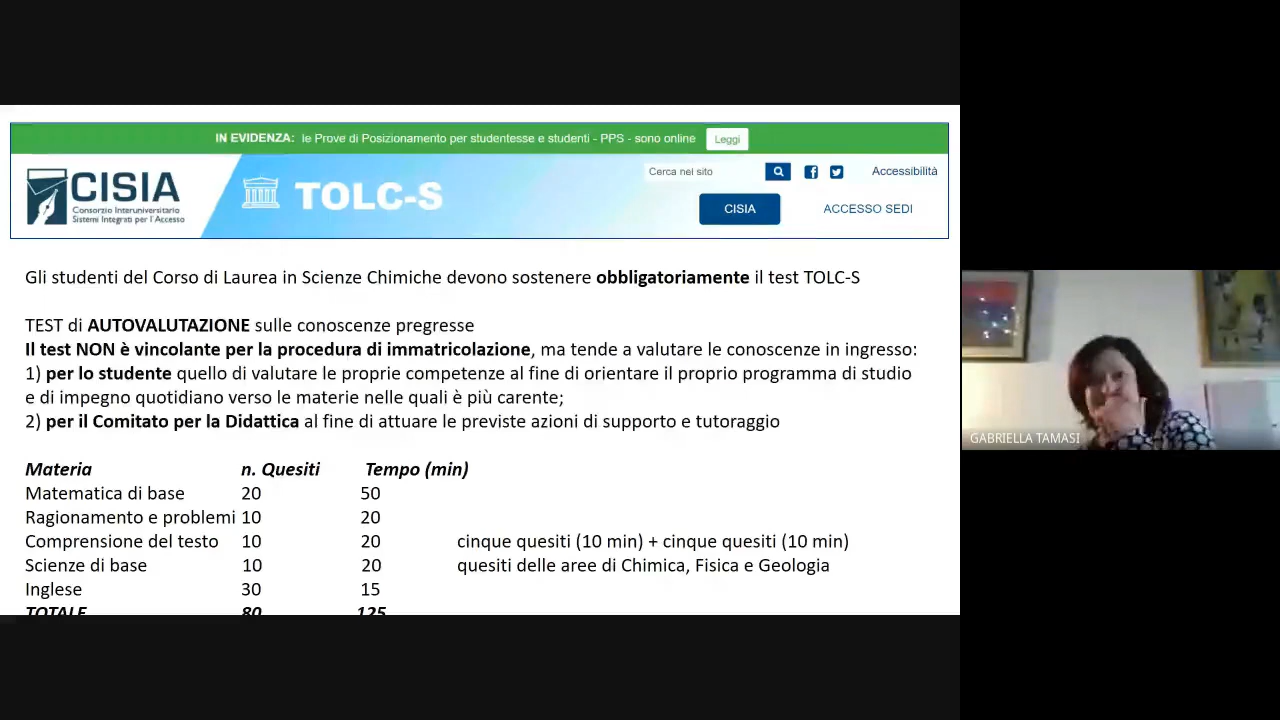 IN EVIDENZA: le Prove di Posizionamento per studentesse e studenti - PPS - sono online Leggi
CISIA
Consorzio Interuniversitario
Sistemi Integrati per l'Accesso
TOLC-S
Cerca nel sito
Accessibilità
CISIA
ACCESSO SEDI
Gli studenti del Corso di Laurea in Scienze Chimiche devono sostenere obbligatoriamente il test TOLC-S
TEST di AUTOVALUTAZIONE sulle conoscenze pregresse
Il test NON è vincolante per la procedura di immatricolazione, ma tende a valutare le conoscenze in ingresso:
1) per lo studente quello di valutare le proprie competenze al fine di orientare il proprio programma di studio
e di impegno quotidiano verso le materie nelle quali è più carente;
2) per il Comitato per la Didattica al fine di attuare le previste azioni di supporto e tutoraggio
Materia n. Quesiti Tempo (min)
Matematica di base 20 50
Ragionamento e problemi 10 20
Comprensione del testo 10 20 cinque quesiti (10 min) + cinque quesiti (10 min)
Scienze di base 10 20 quesiti delle aree di Chimica, Fisica e Geologia
Inglese 30 15
TOTALE 80 125
GABRIELLA TAMASI